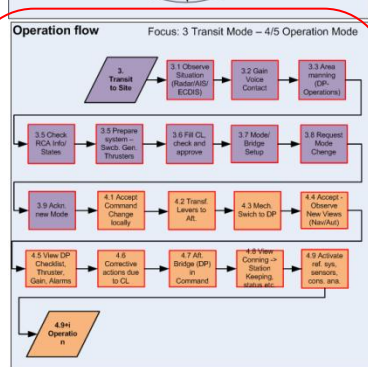 Operation flow
Focus: 3 Transit Mode – 4/5 Operation Mode
3.
Transit
to Site
3.1 Observe
Situation
(Radar/AIS/
ECDIS)
3.2 Gain
Voice
Contact
3.3 Area
manning
(DP-
Operations)
3.5 Check
RCA Info/
States
3.5 Prepare
system –
Swcb. Gen.
Thrusters
3.6 Fill CL,
check and
approve
3.7 Mode/
Bridge
Setup
3.8 Request
Mode
Change
3.9 Ackn.
new Mode
4.1 Accept
Command
Change
locally
4.2 Transf.
Levers to
Aft.
4.3 Mech.
Swich to DP
4.4 Accept -
Observe
New Views
(Nav/Aut)
4.5 View DP
Checklist,
Thruster,
Gain, Alarms
4.6
Corrective
actions due
to CL
4.7 Aft.
Bridge (DP)
in
Command
4.8 View
Conning ->
Station
Keeping,
status etc.
4.9 Activate
ref. sys,
sensors,
cons. ana.
4.9+i
Operatio
n